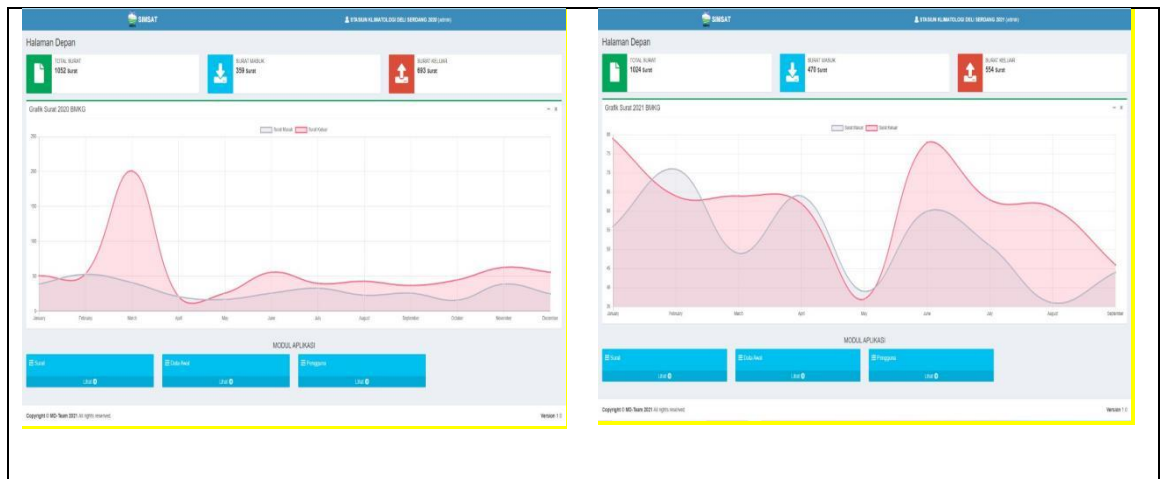 SIMSAT
STASIUN KLIMATOLOGI DELI SERDANG 2020 (admin)
Halaman Depan
TOTAL SURAT
1052 Surat
SURAT MASUK
359 Surat
SURAT KELUAR
693 Surat
Grafik Surat 2020 BMKG
Surat Masuk Surat Keluar
250
200
150
100
50
0
January February March April May June July August September October November December
MODUL APLIKASI
Surat
Data Awal
Pengguna
Lihat
Lihat
Lihat
Copyright © MD-Team 2021 All rights reserved.
Version 1.0
SIMSAT
STASIUN KLIMATOLOGI DELI SERDANG 2021 (admin)
Halaman Depan
TOTAL SURAT
1024 Surat
SURAT MASUK
470 Surat
SURAT KELUAR
554 Surat
Grafik Surat 2021 BMKG
Surat Masuk Surat Keluar
January February March April May June July August September
MODUL APLIKASI
Surat
Data Awal
Pengguna
Lihat
Lihat
Lihat
Copyright © MD-Team 2021 All rights reserved.
Version 1.0